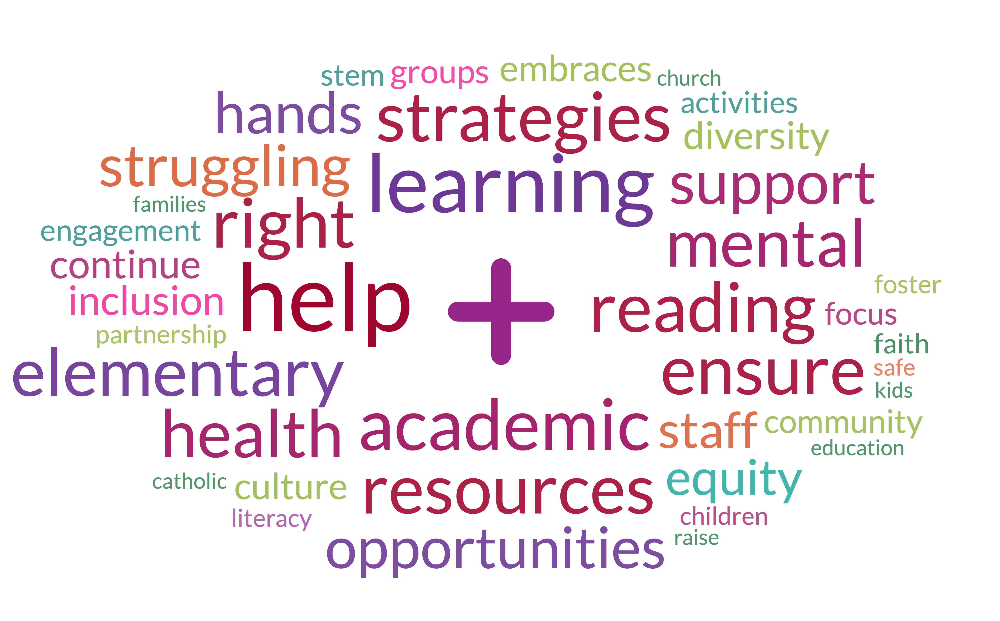 stem groups embraces church
hands strategies activities
diversity
struggling learning support
families
right
engagement mental
continue
foster
inclusion help + reading focus
partnership faith
elementary ensure safe
kids
health academic staff community
education
catholic culture resources equity
literacy children
opportunities raise